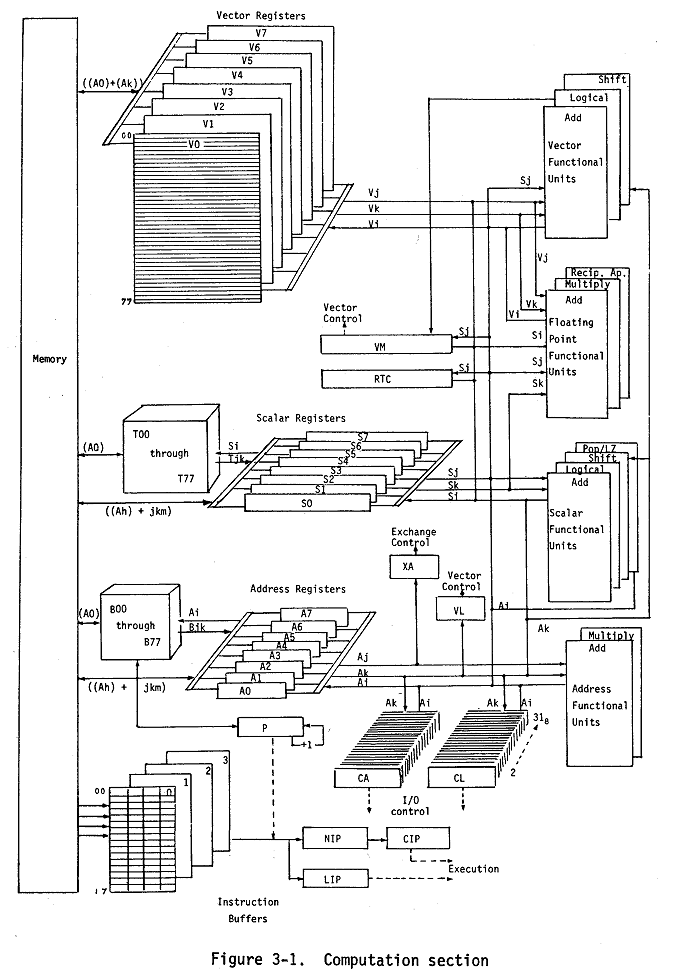 Vector Registers
V7
V6
V5
V4
V3
V2
V1
V0
00
77
((A0)+(Ak))
Shift
Logical
Add
Vector
Functional
Units
Sj
Vj
Vk
Vi
Vj
Vk
Vi
Recip. Ap.
Multiply
Add
Floating
Point
Functional
Units
Si
Sj
Sk
Vector
Control
VM
Sj
RTC
Sj
Memory
Scalar Registers
T00
through
T77
(A0)
((Ah) + jkm)
Si
Tjk
S7
S6
S5
S4
S3
S2
S1
S0
Sj
Sk
Si
Pop/LZ
Shift
Logical
Add
Scalar
Functional
Units
Exchange
Control
XA
Vector
Control
VL
Ai
Ak
Address Registers
B00
through
B77
(A0)
((Ah) + jkm)
Ai
Bjk
A7
A6
A5
A4
A3
A2
A1
A0
Aj
Ak
Ai
Multiply
Add
Address
Functional
Units
P
+1
Ak
Ai
Ak
Ai
CA
CL
2
31₈
I/O
control
3
2
1
0
00
17
NIP
CIP
LIP
Execution
Instruction
Buffers
Figure 3-1. Computation section